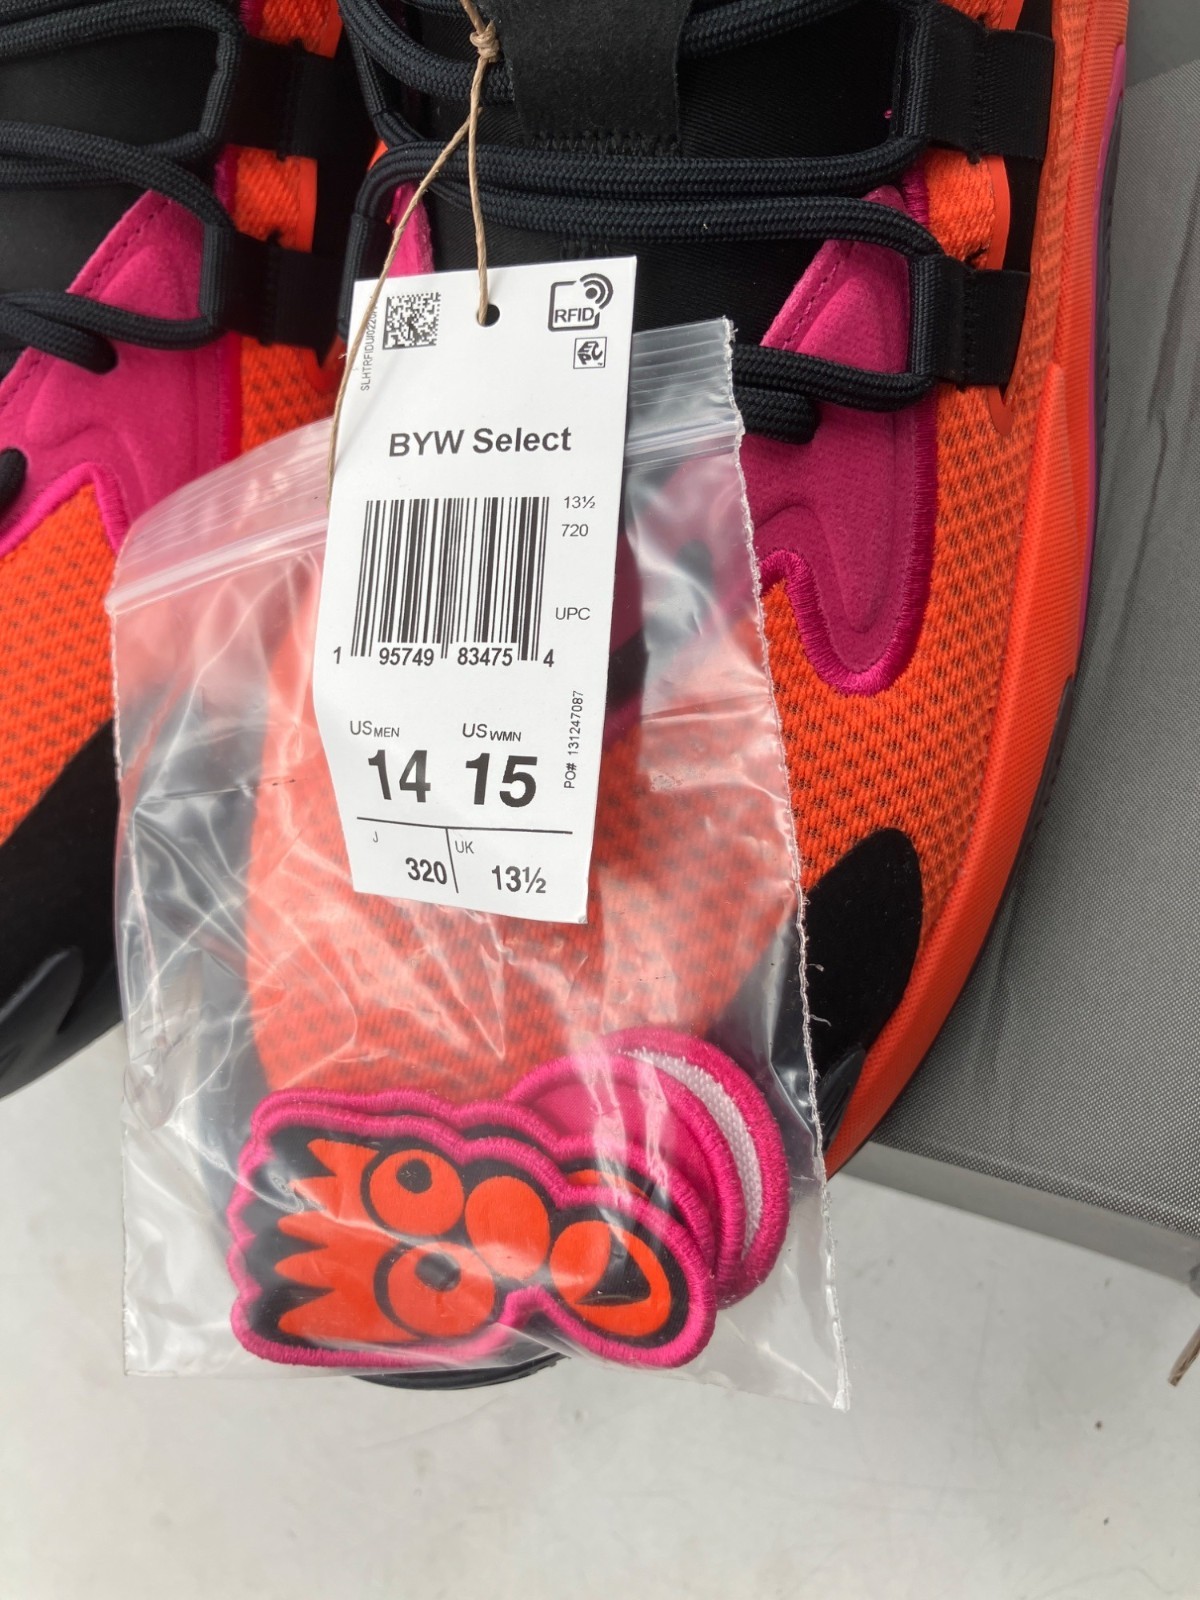 RFID
EPC
BYW Select
13½
720
UPC
1 95749 83475 4
PO# 131247087
US MEN US WMN
14 15
J UK
320 13½